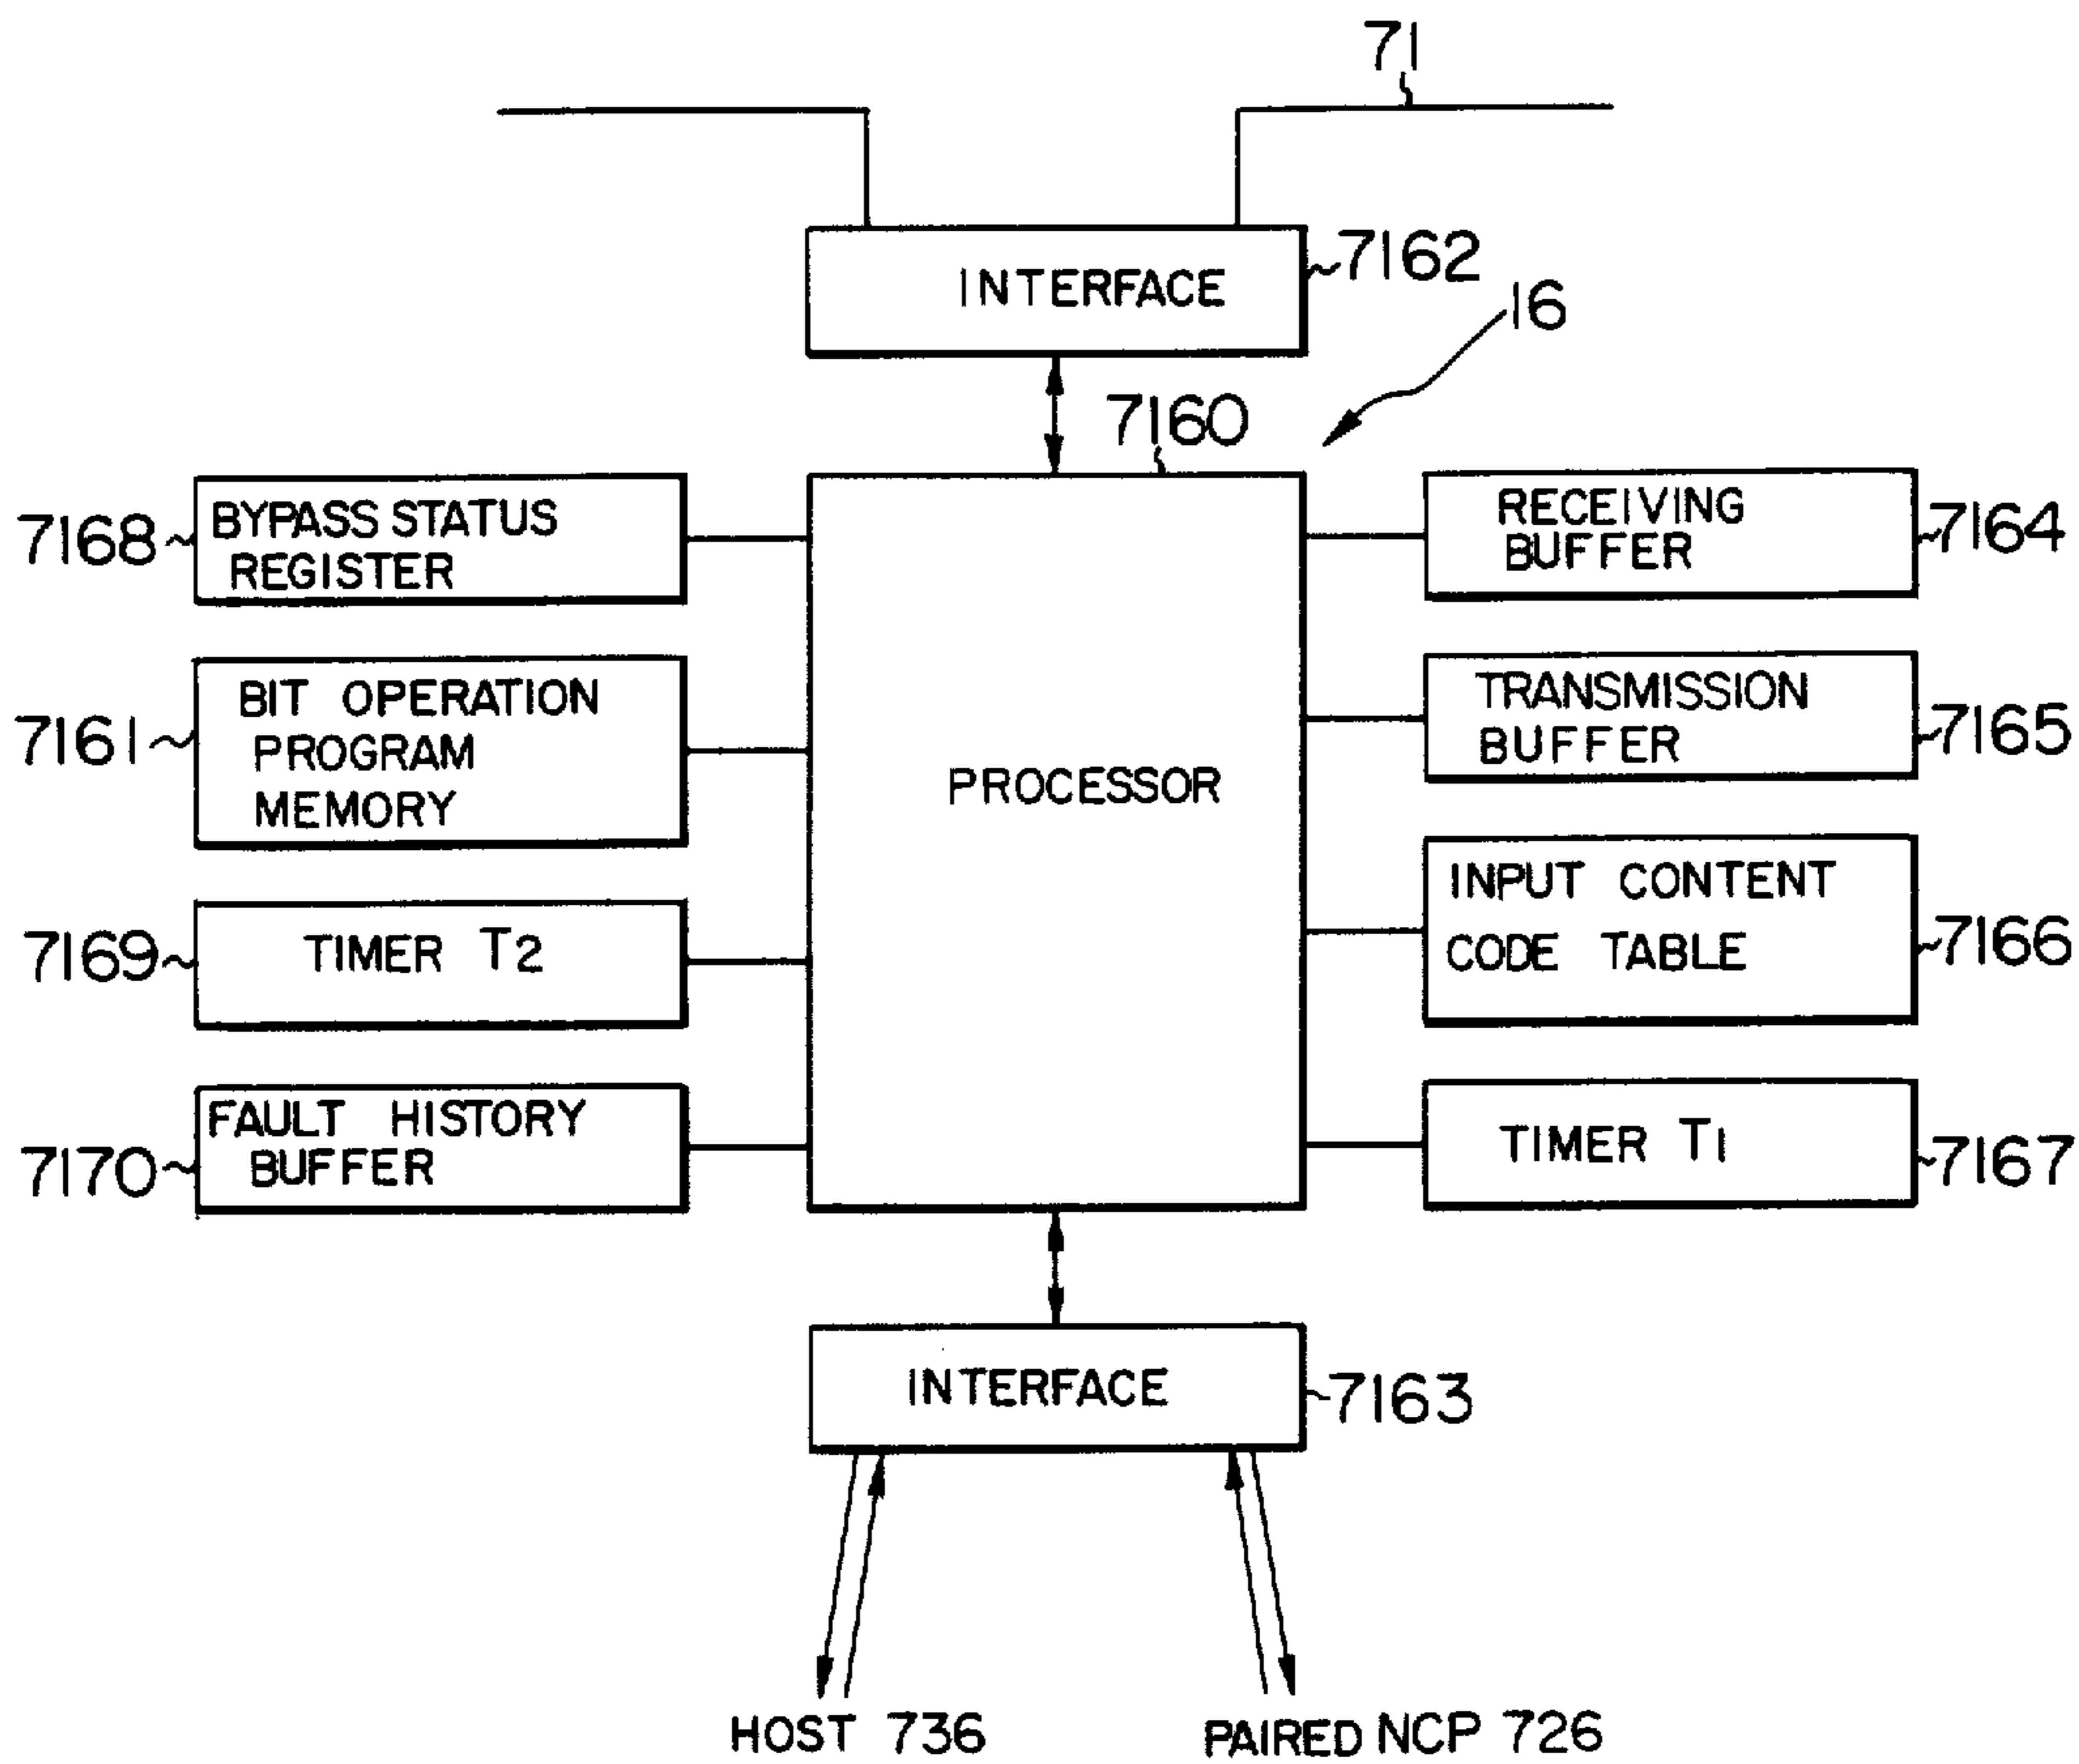 71
INTERFACE
7162
16
7160
7168
BYPASS STATUS
REGISTER
RECEIVING
BUFFER
7164
7161
BIT OPERATION
PROGRAM
MEMORY
TRANSMISSION
BUFFER
7165
PROCESSOR
INPUT CONTENT
CODE TABLE
7166
7169
TIMER T2
7170
FAULT HISTORY
BUFFER
TIMER T1
7167
INTERFACE
7163
HOST 736
PAIRED NCP 726